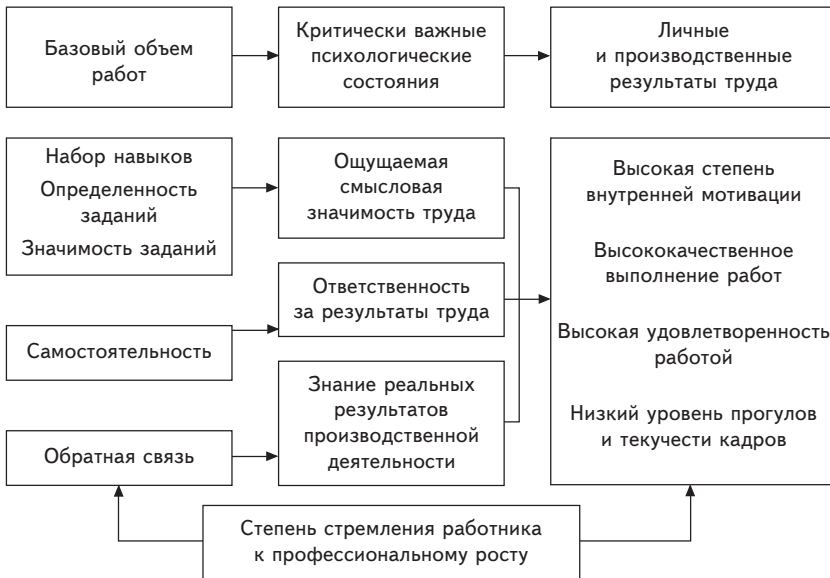 Базовый объем
работ
Критически важные
психологические
состояния
Личные
и производственные
результаты труда
Набор навыков
Определенность
заданий
Значимость заданий
Ощущаемая
смысловая
значимость труда
Высокая степень
внутренней мотивации
Высококачественное
выполнение работ
Высокая удовлетворенность
работой
Низкий уровень прогулов
и текучести кадров
Самостоятельность
Ответственность
за результаты труда
Обратная связь
Знание реальных
результатов
производственной
деятельности
Степень стремления работника
к профессиональному росту